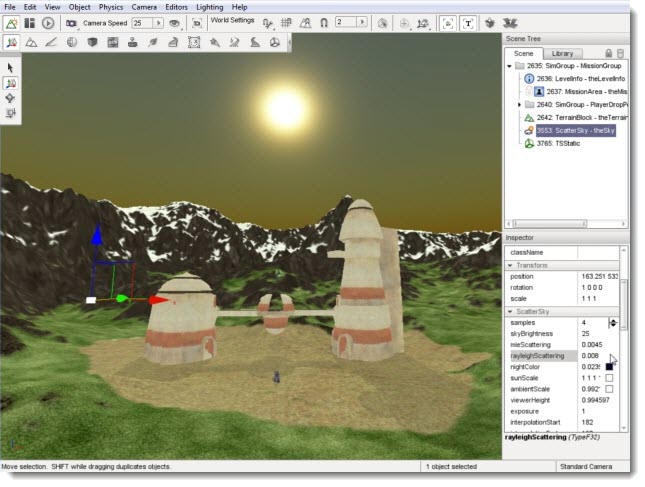 File Edit View Object Physics Camera Editors Lighting Help
Camera Speed 25 World Settings 2
Scene Tree
Scene Library
2635: SimGroup - MissionGroup
2636: LevelInfo - theLevelInfo
2637: MissionArea - theMis
2640: SimGroup - PlayerDropPo
2642: TerrainBlock - theTerrain
3553: ScatterSky - theSky
3765: TSStatic
Inspector
className
Transform
position 163.251 533
rotation 1 0 0 0
scale 1 1 1
ScatterSky
samples 4
skyBrightness 25
mieScattering 0.0045
rayleighScattering 0.008
nightColor
sunScale 1 1 1
ambientScale 0.992
viewerHeight 0.994597
exposure 1
interpolationStart 182
rayleighScattering (TypeF32)
Move selection. SHIFT while dragging duplicates objects. 1 object selected Standard Camera